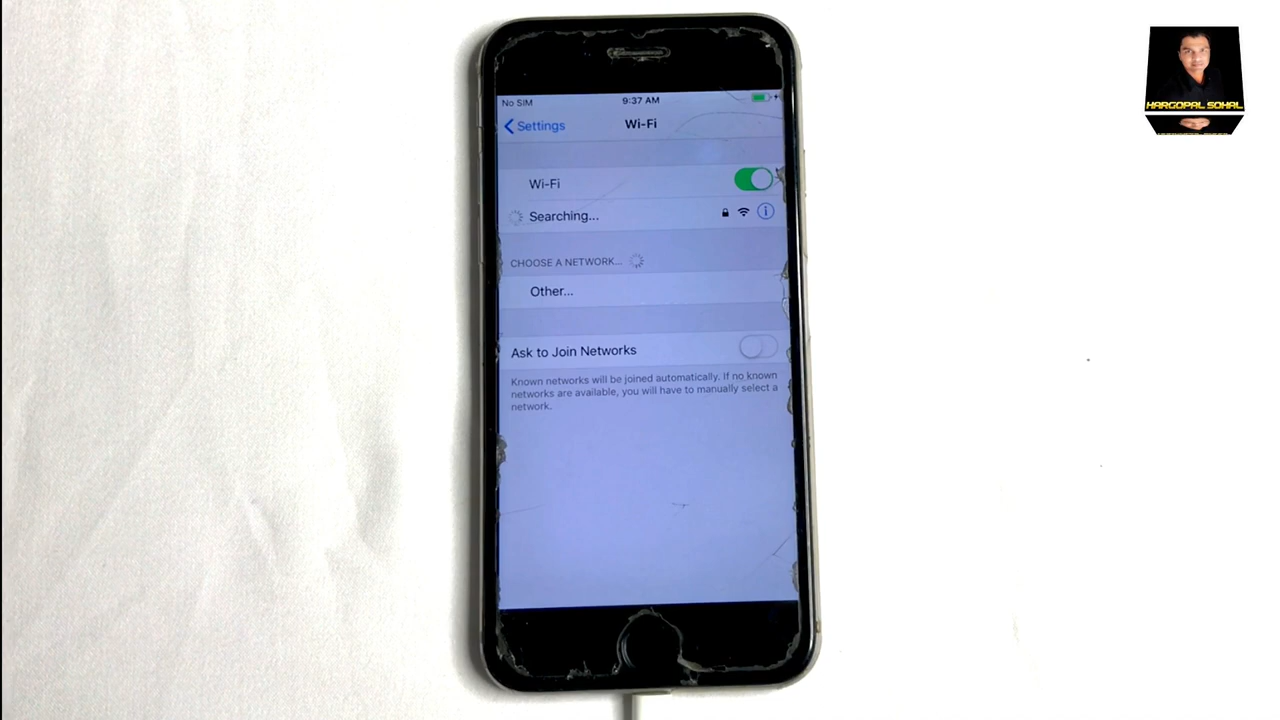 No SIM
9:37 AM
Settings
Wi-Fi
Wi-Fi
Searching...
CHOOSE A NETWORK...
Other...
Ask to Join Networks
Known networks will be joined automatically. If no known
networks are available, you will have to manually select a
network.
HARGOPAL SOHAL